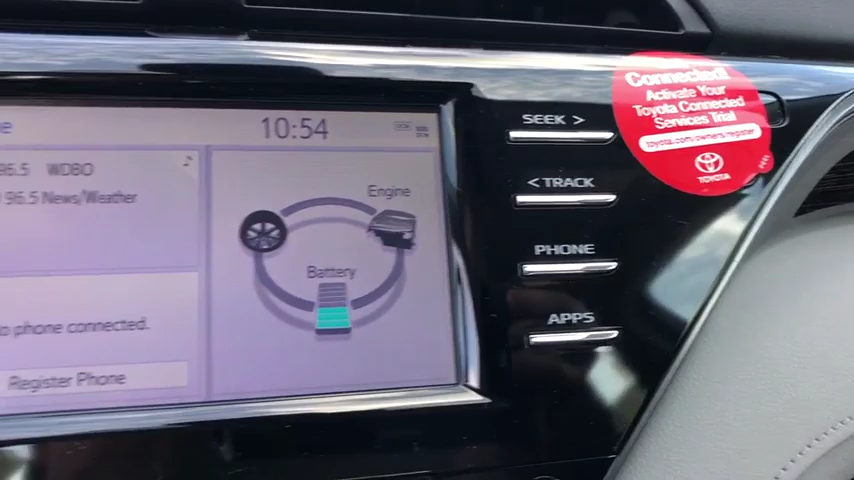 10:54
96.5 WDBO
96.5 News/Weather
phone connected.
Register Phone
Engine
Battery
SEEK >
< TRACK
PHONE
APPS
Connected!
Activate Your
Toyota Connected
Services Trial
toyota.com/owners/register
TOYOTA